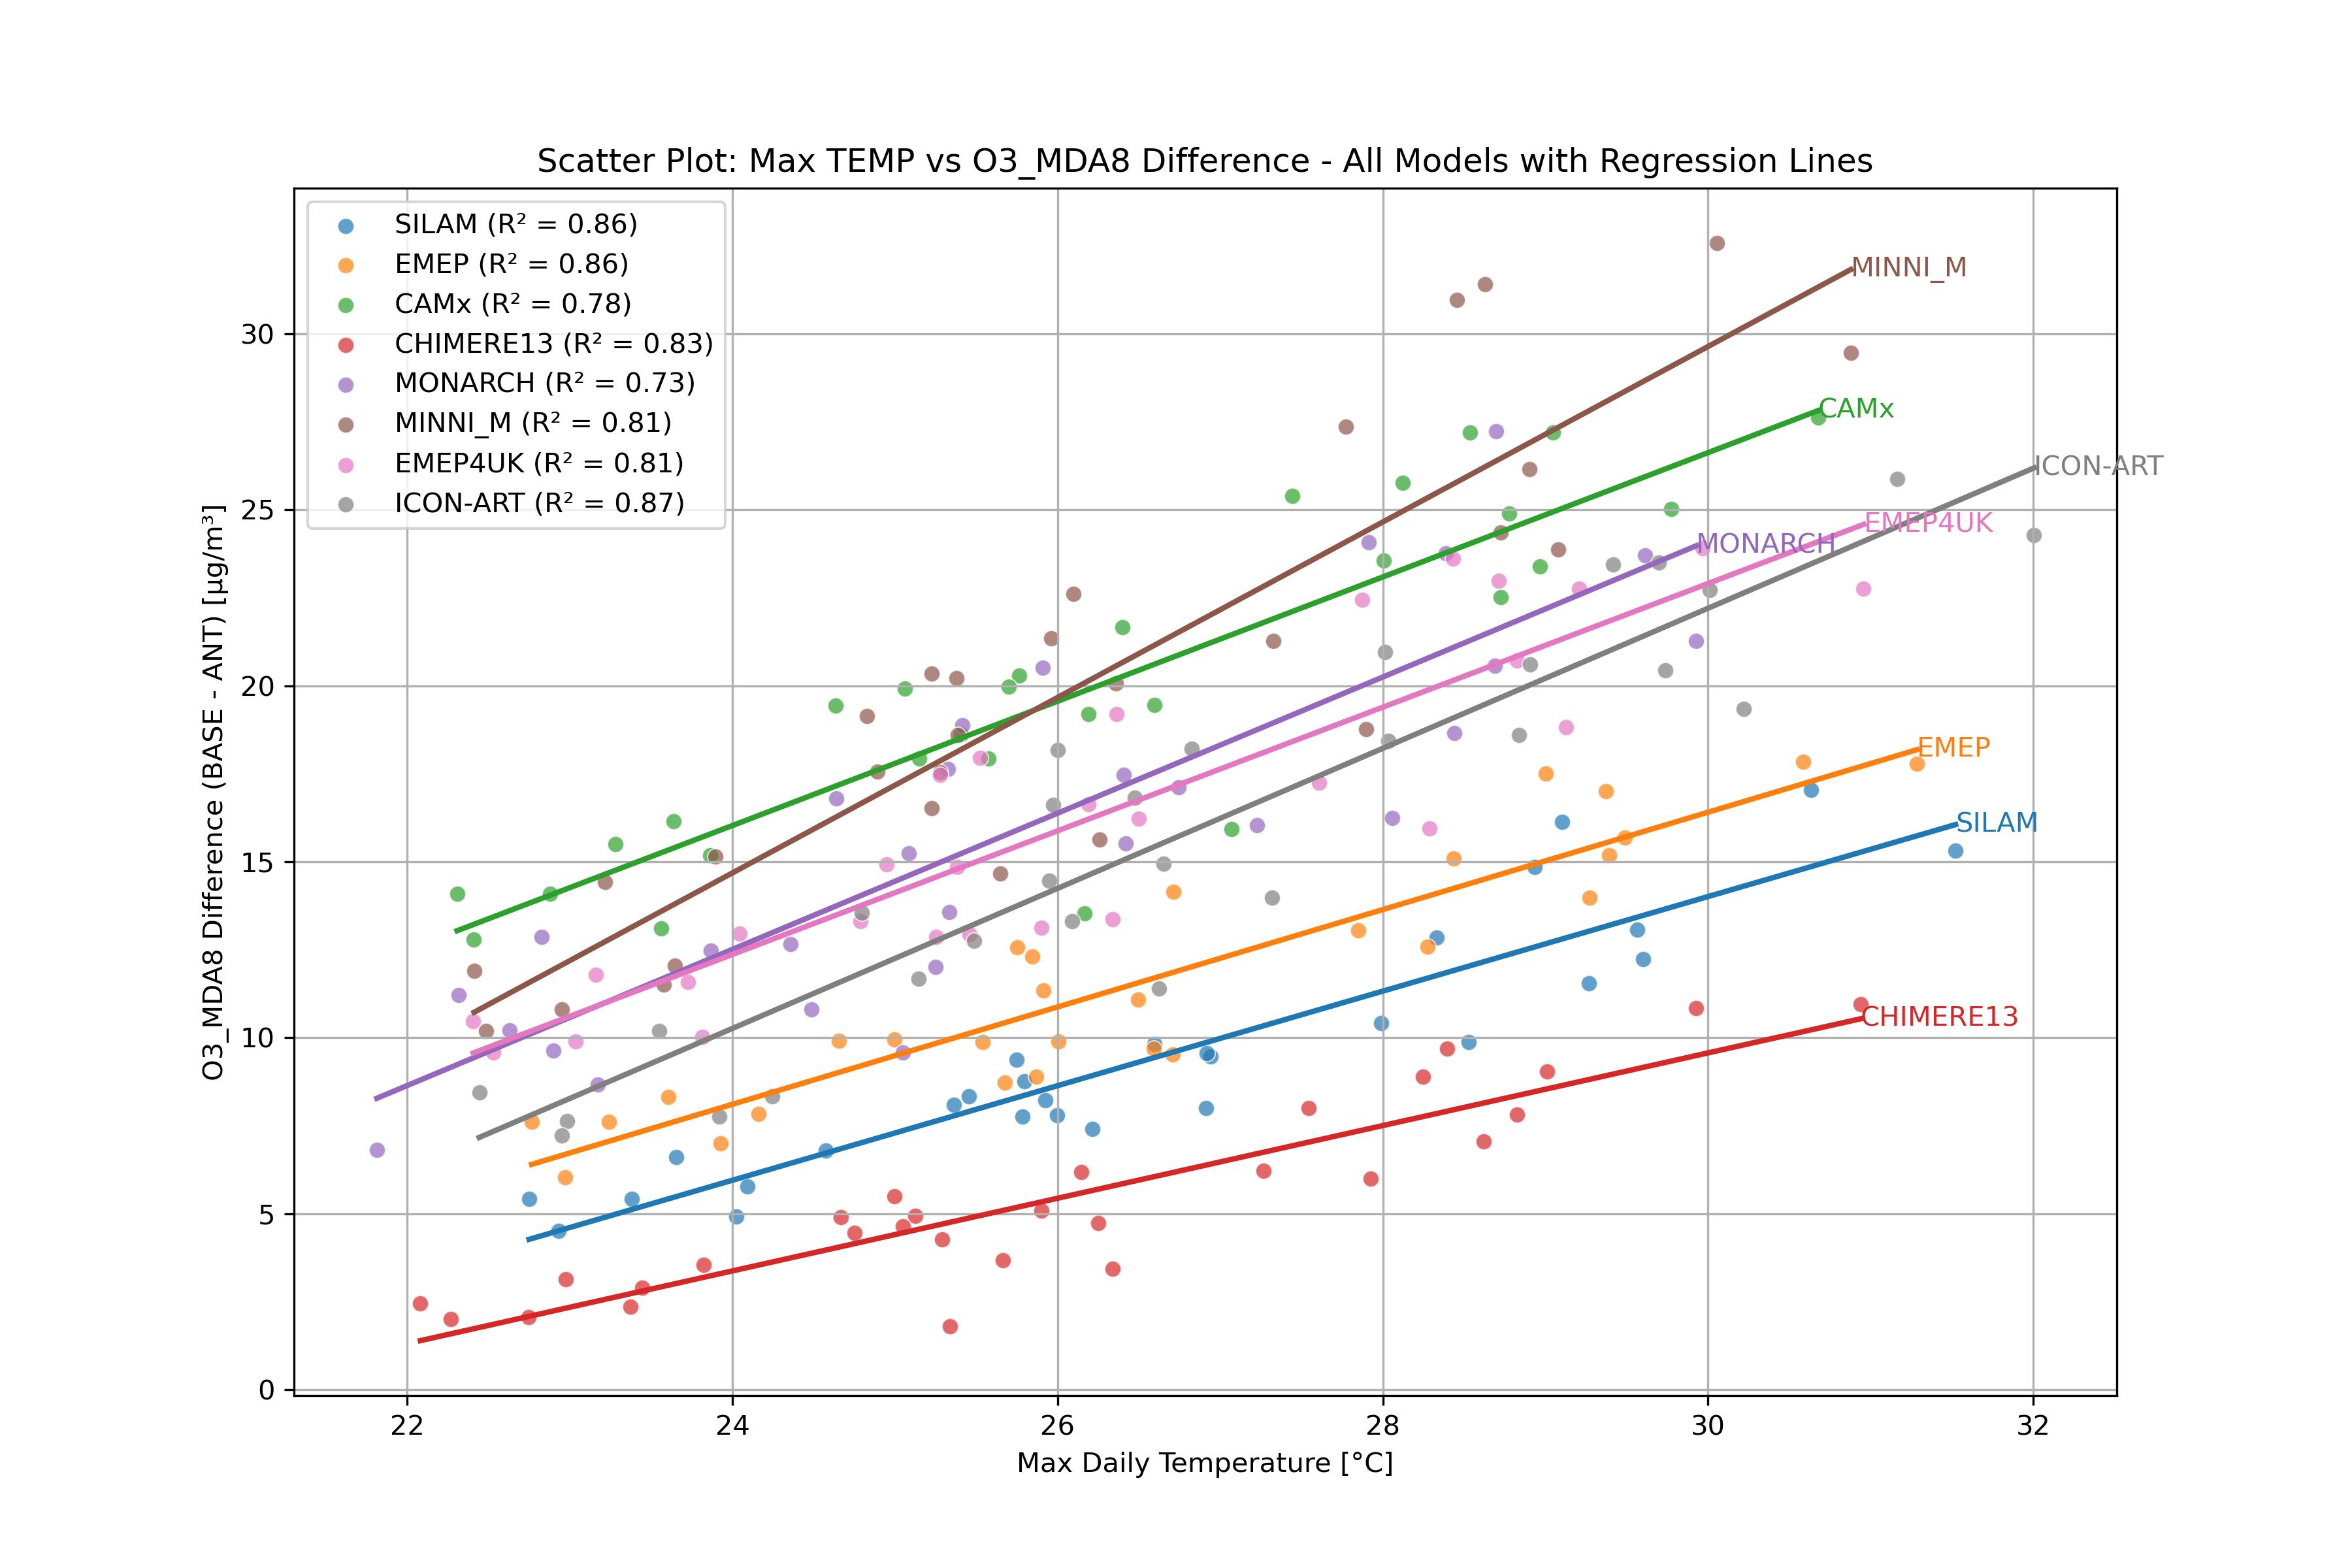 Scatter Plot: Max TEMP vs O3_MDA8 Difference - All Models with Regression Lines
SILAM (R² = 0.86)
EMEP (R² = 0.86)
CAMx (R² = 0.78)
CHIMERE13 (R² = 0.83)
MONARCH (R² = 0.73)
MINNI_M (R² = 0.81)
EMEP4UK (R² = 0.81)
ICON-ART (R² = 0.87)
MINNI_M
CAMx
ICON-ART
EMEP4UK
MONARCH
EMEP
SILAM
CHIMERE13
O3_MDA8 Difference (BASE - ANT) [µg/m³]
30
25
20
15
10
5
0
22 24 26 28 30 32
Max Daily Temperature [°C]